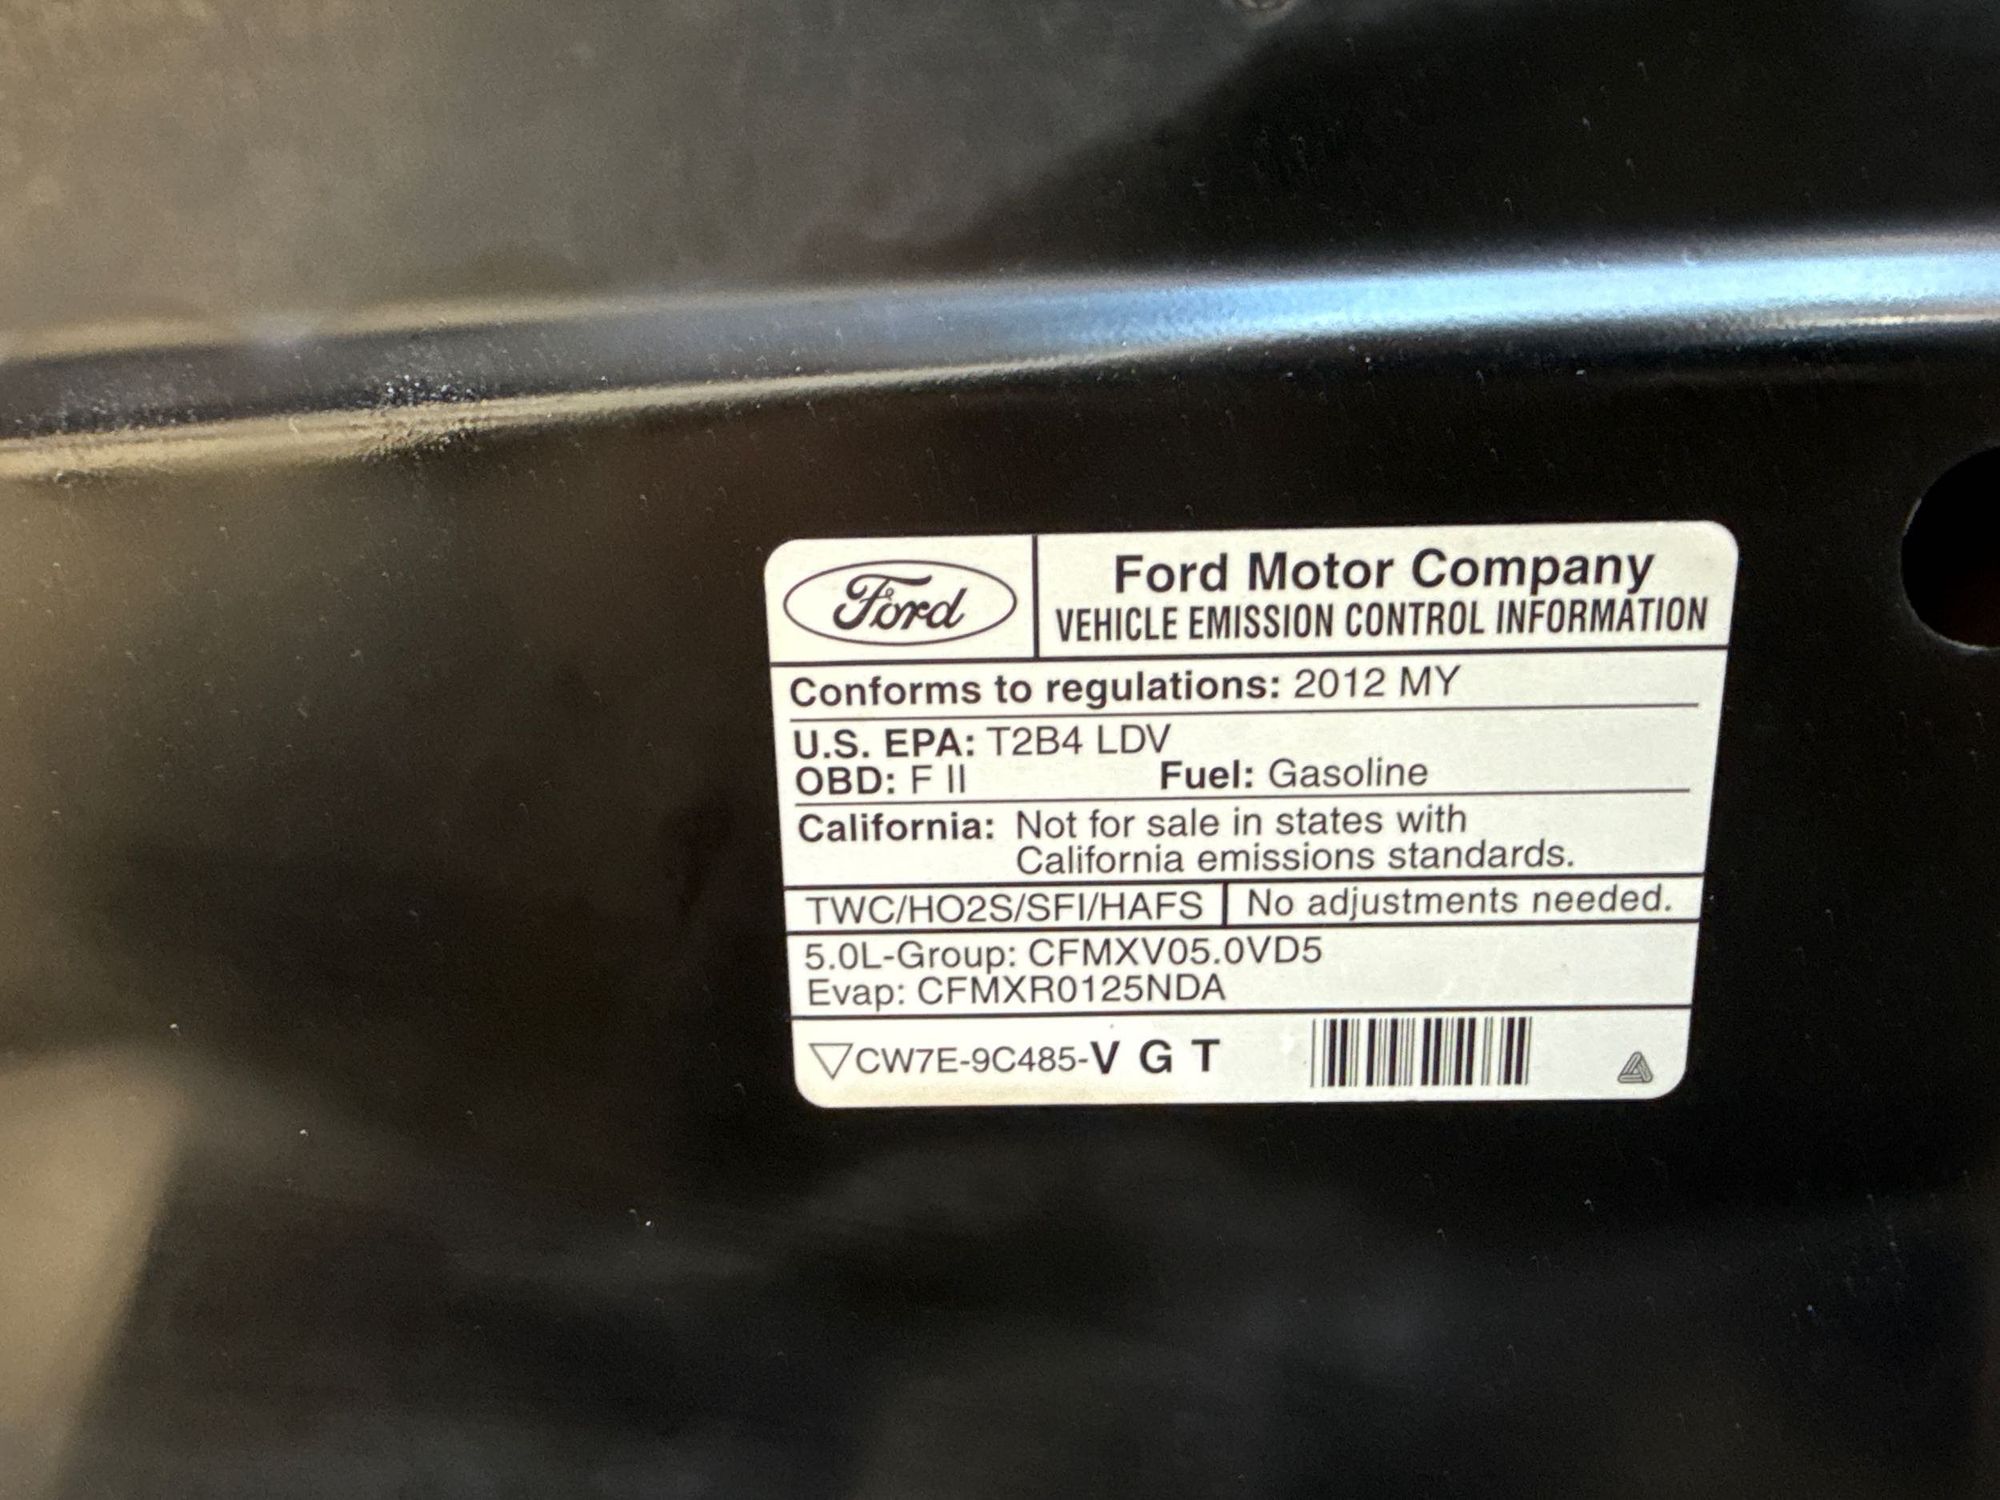 Ford
Ford Motor Company
VEHICLE EMISSION CONTROL INFORMATION
Conforms to regulations: 2012 MY
U.S. EPA: T2B4 LDV
OBD: F II Fuel: Gasoline
California: Not for sale in states with
California emissions standards.
TWC/HO2S/SFI/HAFS No adjustments needed.
5.0L-Group: CFMXV05.0VD5
Evap: CFMXR0125NDA
CW7E-9C485-V G T